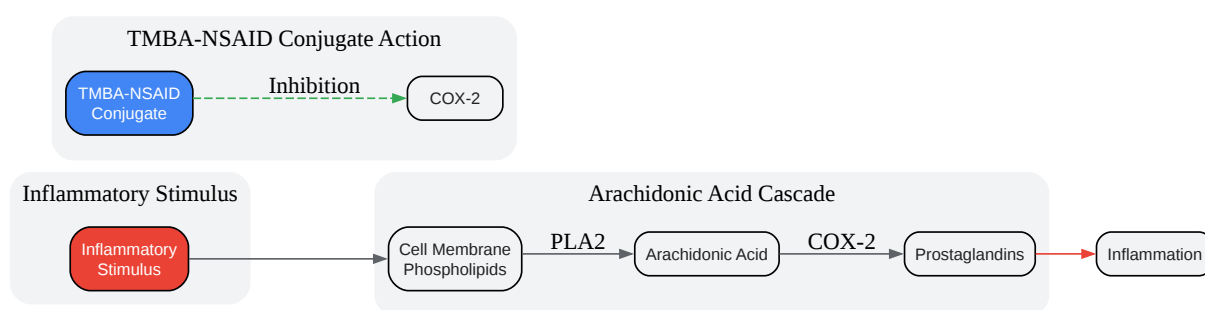 TMBA-NSAID Conjugate Action
TMBA-NSAID
Conjugate
Inhibition
COX-2
Inflammatory Stimulus
Inflammatory
Stimulus
Arachidonic Acid Cascade
Cell Membrane
Phospholipids
PLA2
Arachidonic Acid
COX-2
Prostaglandins
Inflammation